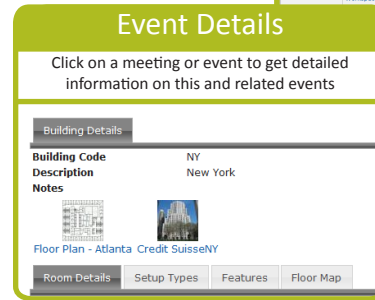 Event Details
Click on a meeting or event to get detailed
information on this and related events
Building Details
Building Code NY
Description New York
Notes
Floor Plan - Atlanta Credit SuisseNY
Room Details Setup Types Features Floor Map